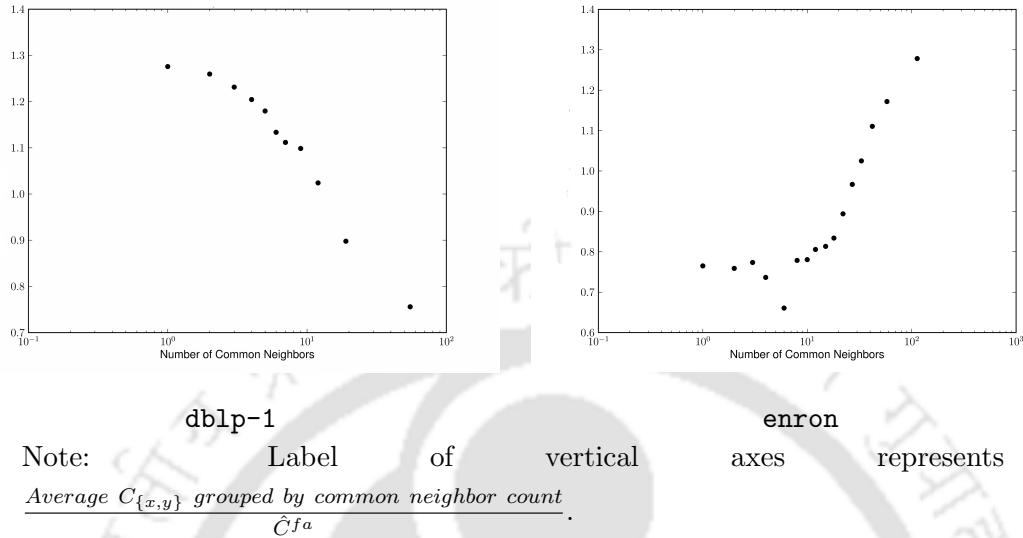 1.4
1.3
1.2
1.1
1.0
0.9
0.8
0.7
10^{-1} 10^{0} 10^{1} 10^{2}
Number of Common Neighbors
1.4
1.3
1.2
1.1
1.0
0.9
0.8
0.7
0.6
10^{-1} 10^{0} 10^{1} 10^{2} 10^{3}
Number of Common Neighbors
dblp-1 enron
Note: Label of vertical axes represents
\frac{Average C_{\{x,y\}} grouped by common neighbor count}{\hat{C}^{fa}}.